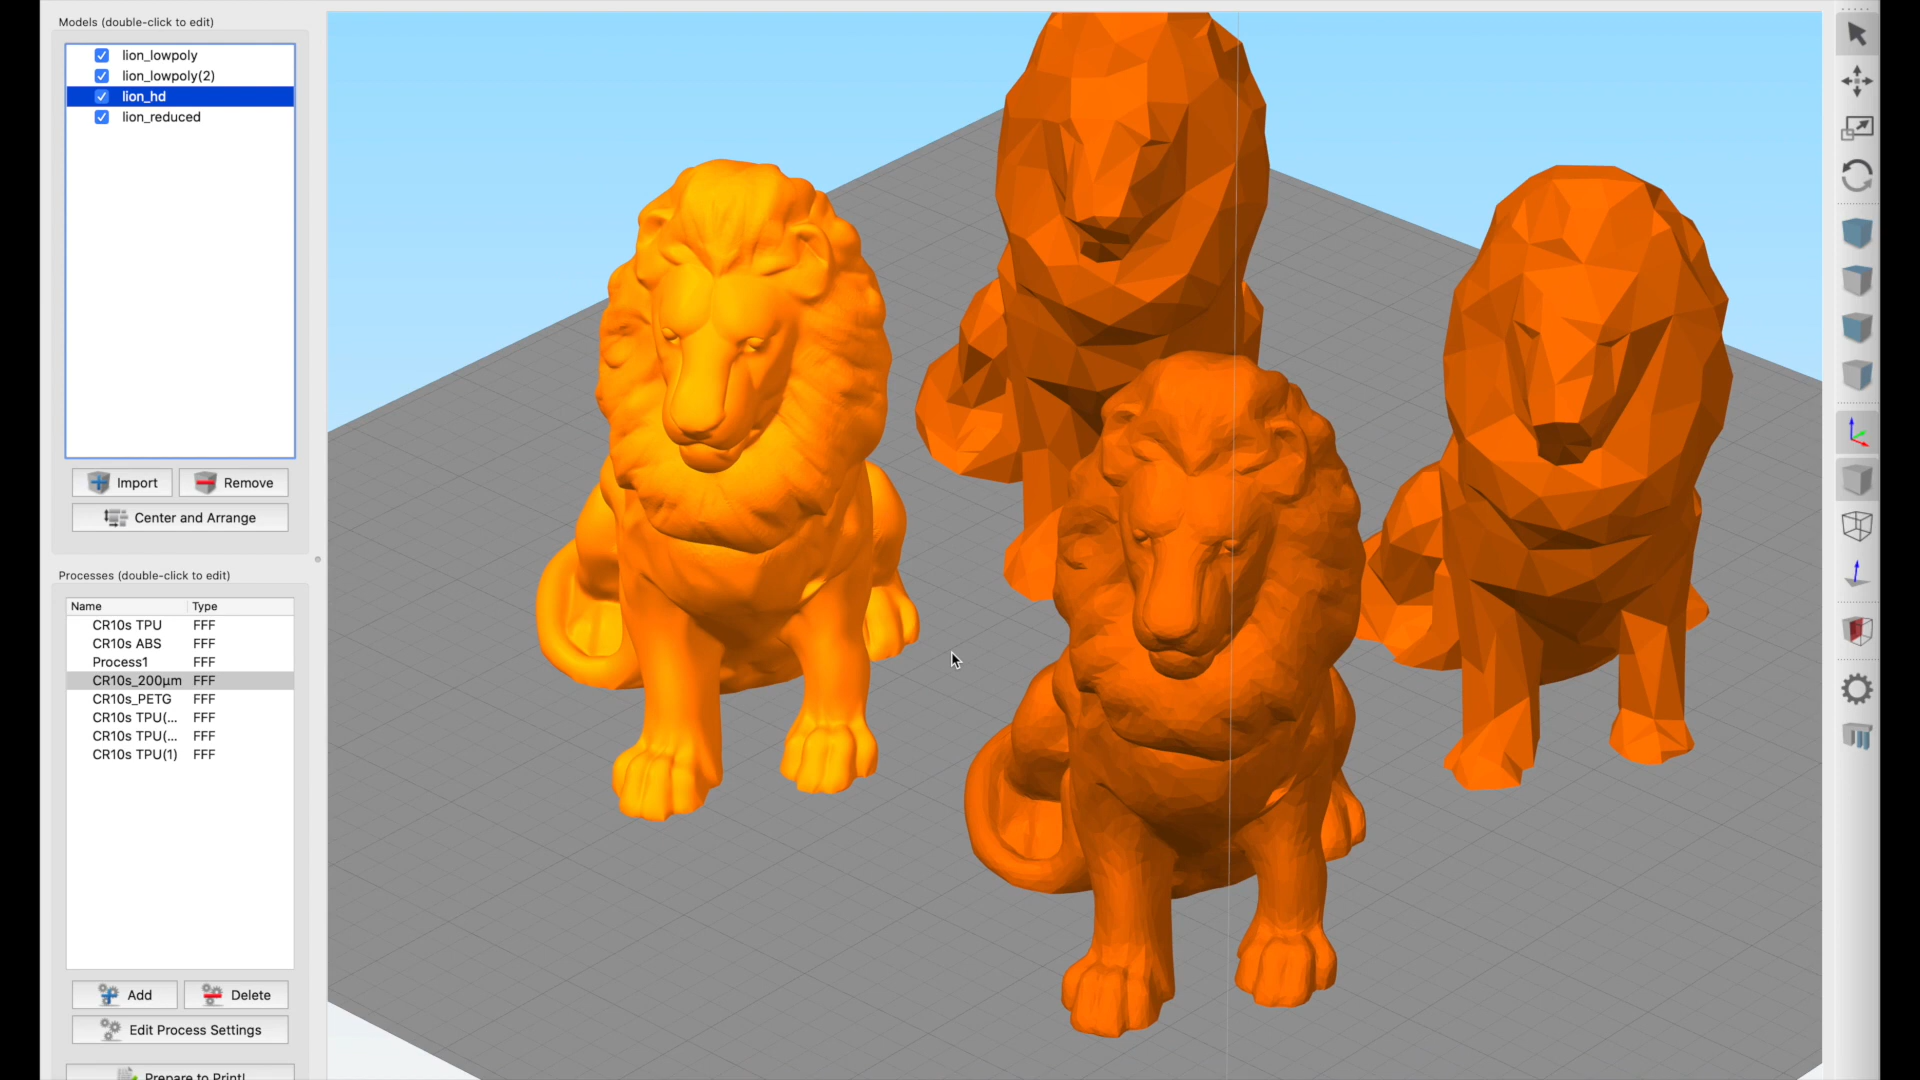 Models (double-click to edit)
lion_lowpoly
lion_lowpoly(2)
lion_hd
lion_reduced
Import
Remove
Center and Arrange
Processes (double-click to edit)
Name Type
CR10s TPU FFF
CR10s ABS FFF
Process1 FFF
CR10s_200µm FFF
CR10s_PETG FFF
CR10s TPU(... FFF
CR10s TPU(... FFF
CR10s TPU(1) FFF
Add
Delete
Edit Process Settings
Prepare to Print!